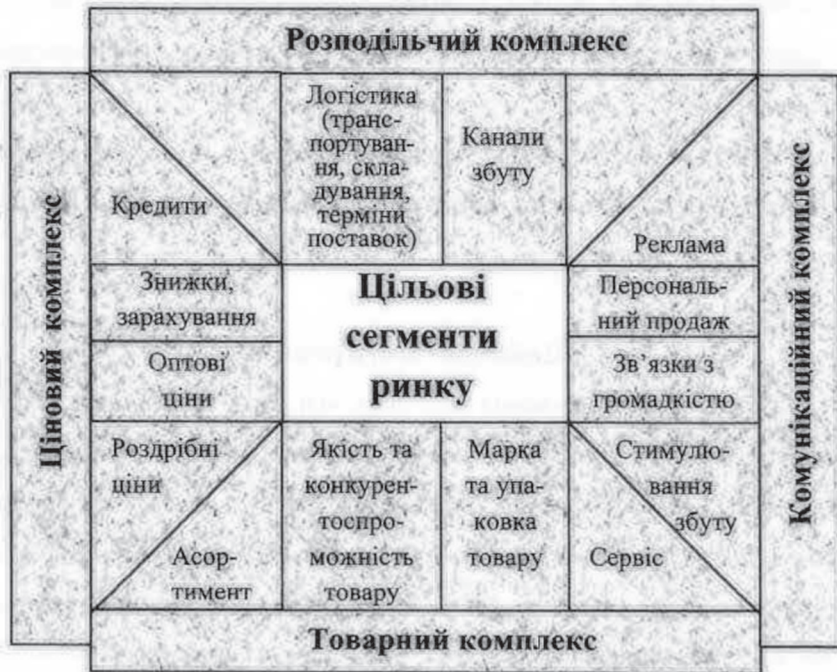 Розподільчий комплекс
Ціновий комплекс
Кредити
Логістика
(транс-
портуван-
ня, скла-
дування,
терміни
поставок)
Канали
збуту
Реклама
Комунікаційний комплекс
Знижки,
зарахування
Оптові
ціни
Цільові
сегменти
ринку
Персональ-
ний продаж
Зв’язки з
громадкістю
Роздрібні
ціни
Асор-
тимент
Якість та
конкурен-
тоспро-
можність
товару
Марка
та упа-
ковка
товару
Стимулю-
вання
збуту
Сервіс
Товарний комплекс